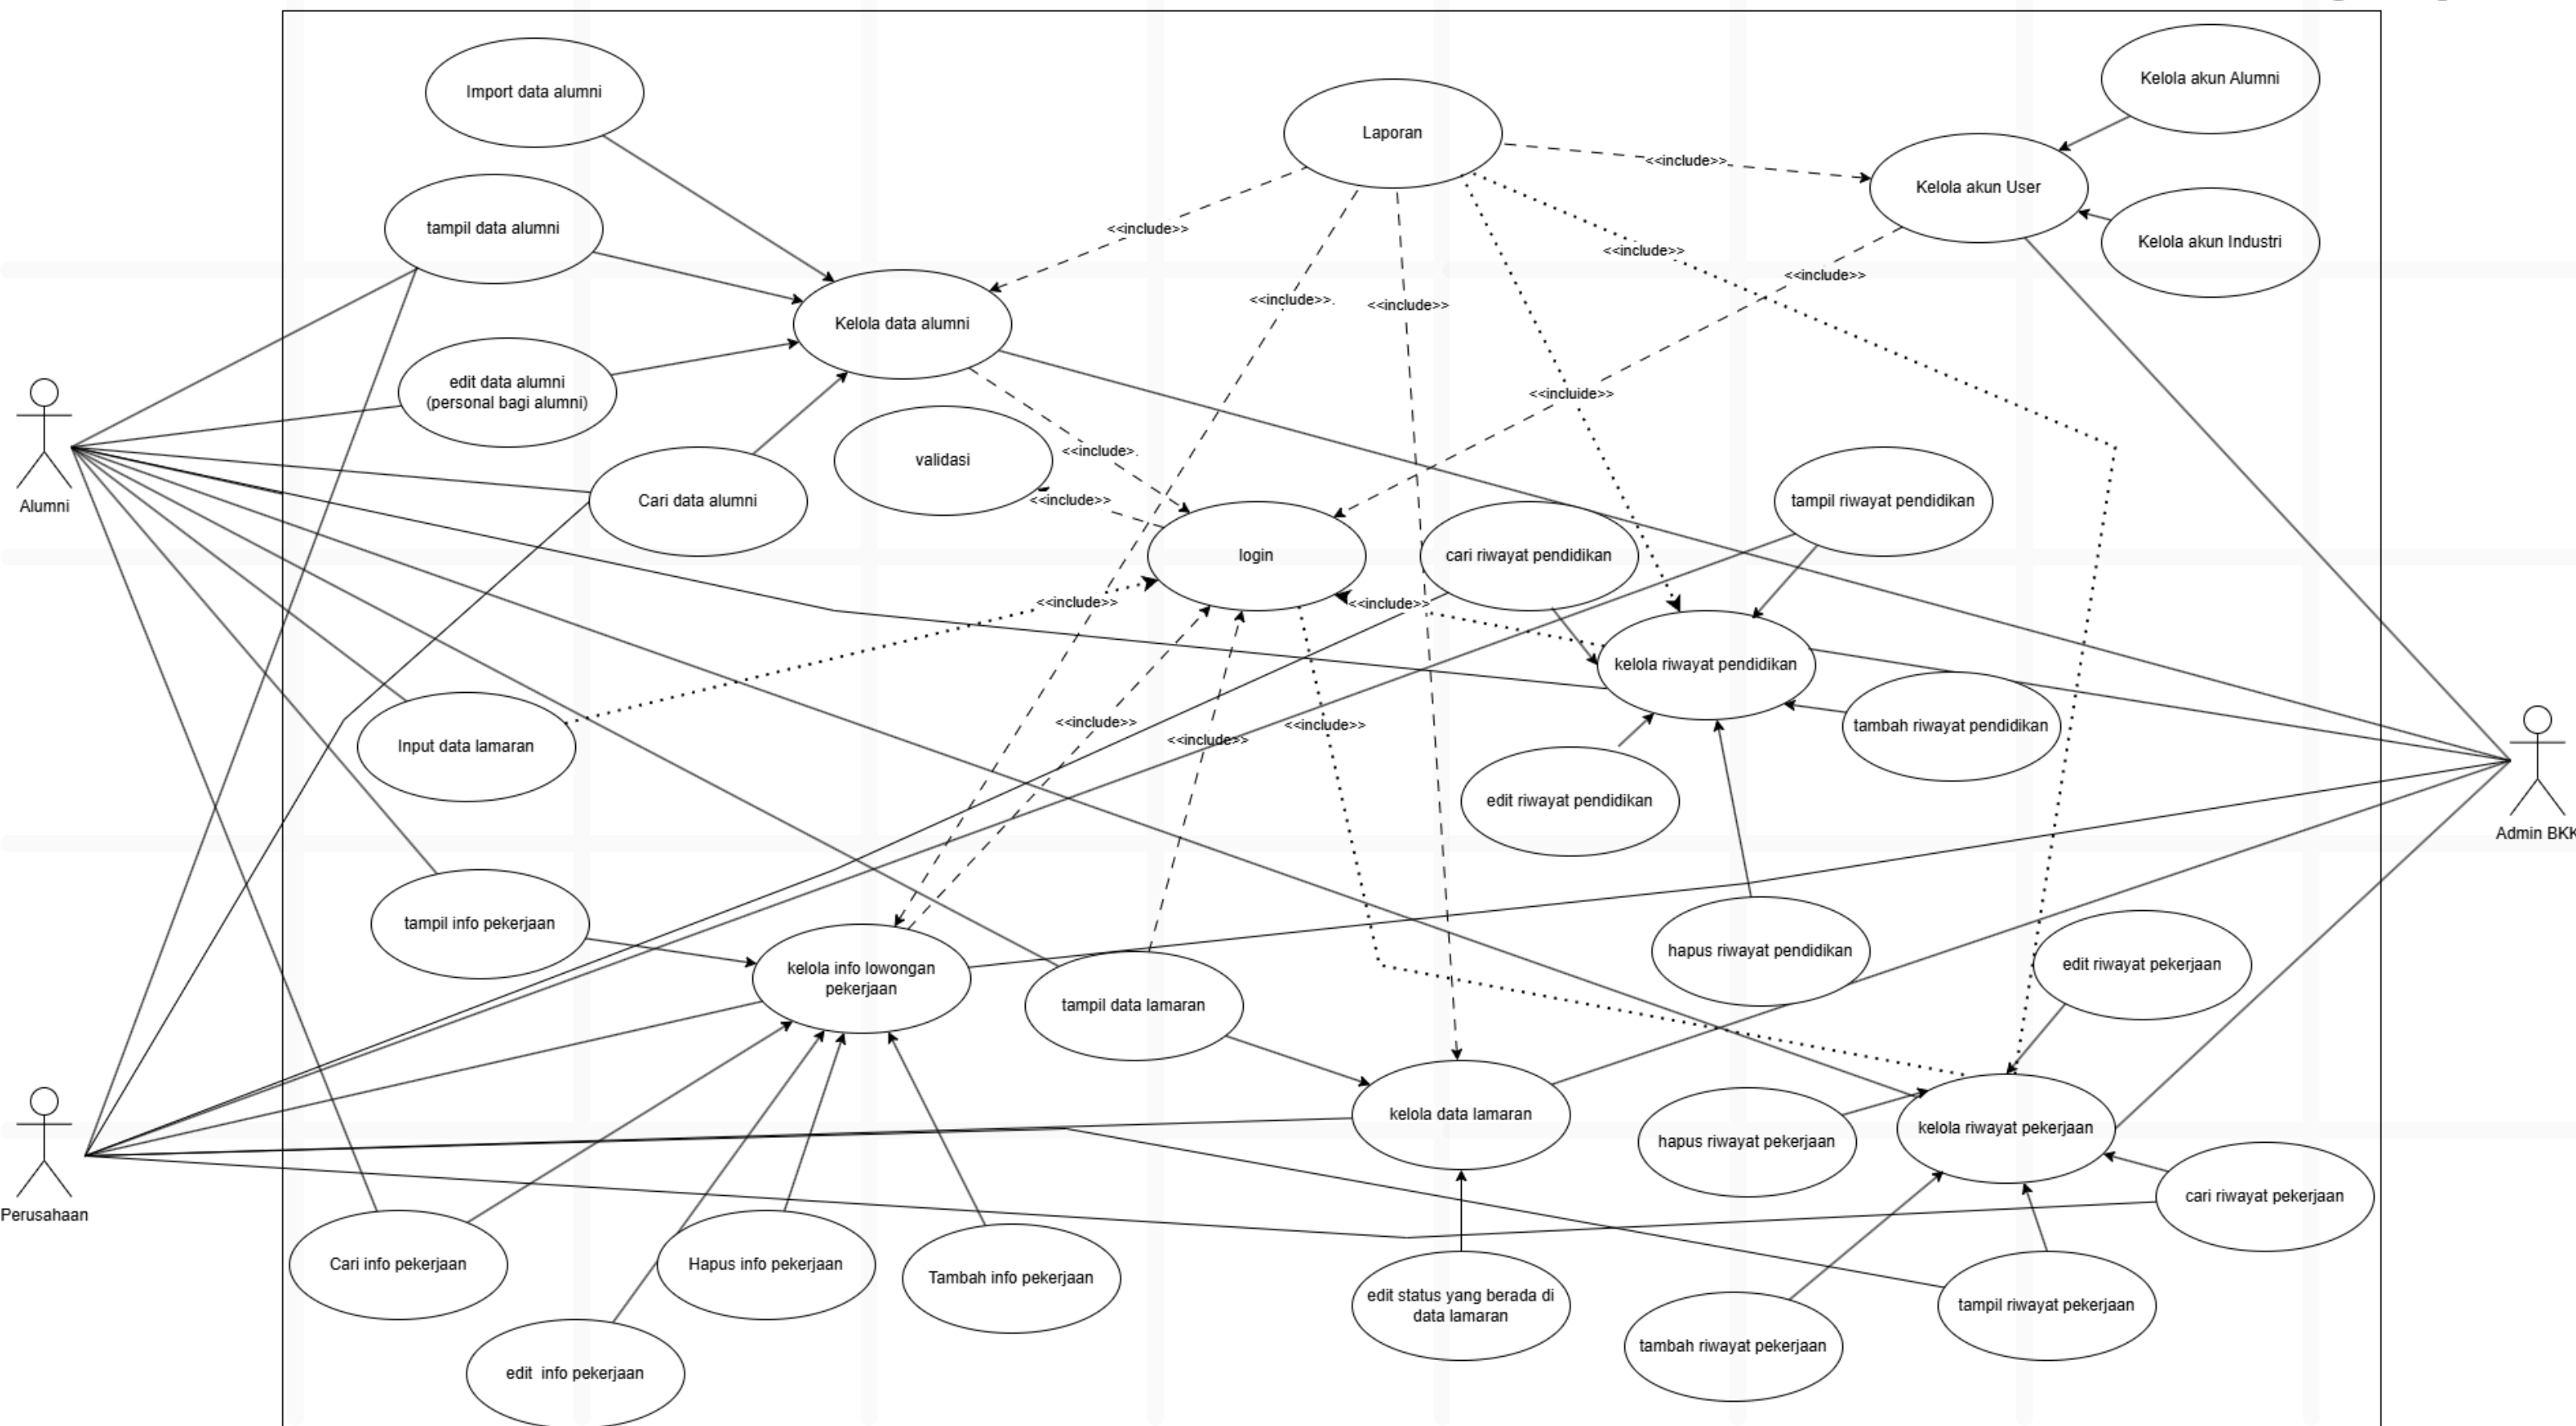 Import data alumni
Kelola akun Alumni
Laporan
<<include>>
Kelola akun User
tampil data alumni
<<include>>
<<include>>
Kelola akun Industri
<<include>>
<<include>>.
<<include>>
Kelola data alumni
edit data alumni
(personal bagi alumni)
<<incluide>>
<<include>.
validasi
Cari data alumni
<<include>>
tampil riwayat pendidikan
Alumni
login
cari riwayat pendidikan
<<include>>
<<include>>
kelola riwayat pendidikan
<<include>>
<<include>>
tambah riwayat pendidikan
Input data lamaran
<<include>>
edit riwayat pendidikan
Admin BKK
tampil info pekerjaan
hapus riwayat pendidikan
edit riwayat pekerjaan
kelola info lowongan
pekerjaan
tampil data lamaran
kelola data lamaran
kelola riwayat pekerjaan
hapus riwayat pekerjaan
cari riwayat pekerjaan
Perusahaan
Cari info pekerjaan
Hapus info pekerjaan
Tambah info pekerjaan
edit status yang berada di
data lamaran
tampil riwayat pekerjaan
tambah riwayat pekerjaan
edit  info pekerjaan